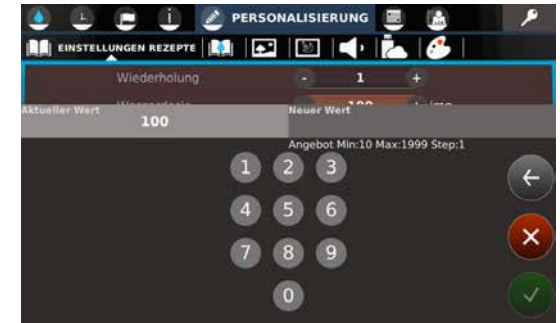 PERSONALISIERUNG
EINSTELLUNGEN REZEPTE
Wiederholung - 1 +
Aktueller Wert Neuer Wert
100
Angebot Min:10 Max:1999 Step:1
1 2 3
4 5 6
7 8 9
0